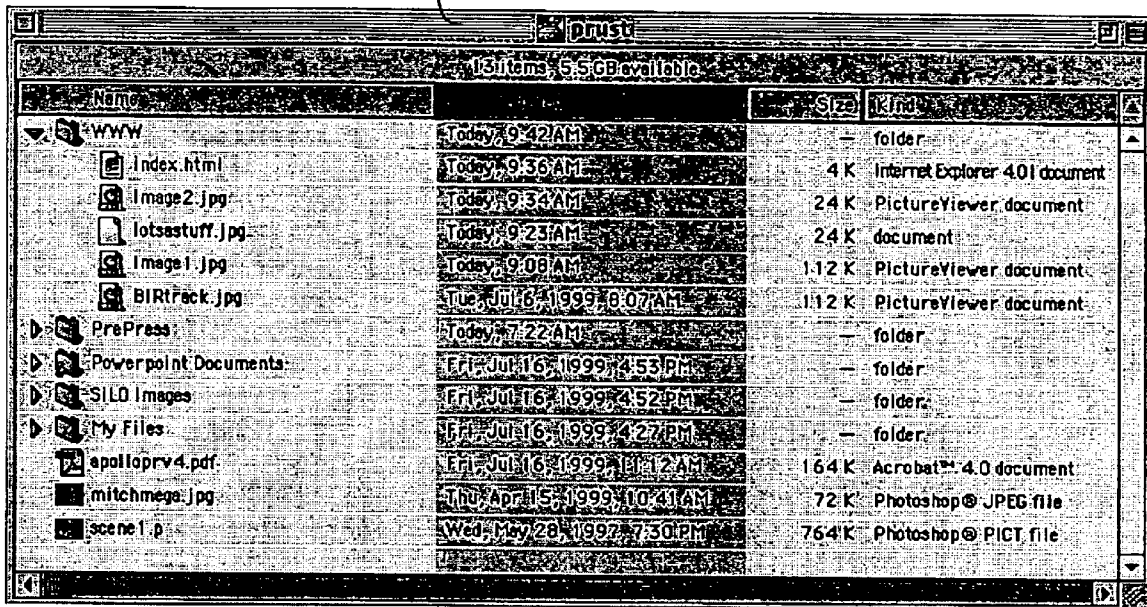 prust
13 items, 5.5 GB available
Name Size Kind
WWW Today, 9:42 AM — folder
index.html Today, 9:36 AM 4 K Internet Explorer 4.01 document
Image2.jpg Today, 9:34 AM 24 K PictureViewer document
lotsastuff.jpg Today, 9:23 AM 24 K document
Image1.jpg Today, 9:08 AM 112 K PictureViewer document
BIRtrack.jpg Tue, Jul 6, 1999, 8:07 AM 112 K PictureViewer document
PrePress Today, 7:22 AM — folder
Powerpoint Documents Fri, Jul 16, 1999, 4:53 PM — folder
SILO Images Fri, Jul 16, 1999, 4:52 PM — folder
My Files Fri, Jul 16, 1999, 4:27 PM — folder
apolloprv4.pdf Fri, Jul 16, 1999, 11:12 AM 164 K Acrobat™ 4.0 document
mitchmega.jpg Thu, Apr 15, 1999, 10:41 AM 72 K Photoshop® JPEG file
scene1.p Wed, May 28, 1997, 7:30 PM 764 K Photoshop® PICT file